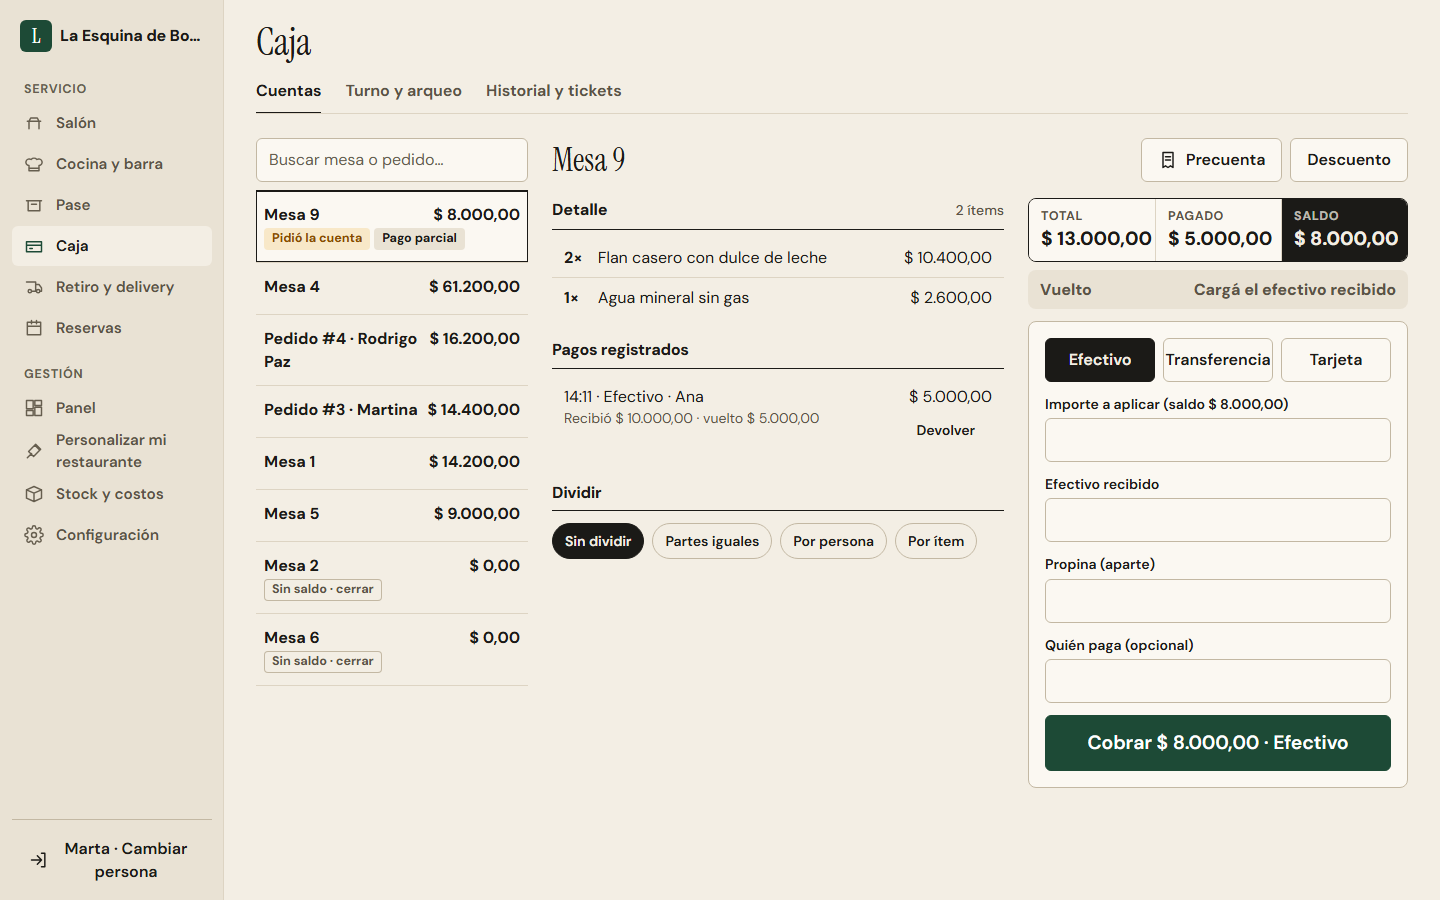 L
La Esquina de Bo...
SERVICIO
Salón
Cocina y barra
Pase
Caja
Retiro y delivery
Reservas
GESTIÓN
Panel
Personalizar mi
restaurante
Stock y costos
Configuración
Marta · Cambiar
persona
Caja
Cuentas
Turno y arqueo
Historial y tickets
Buscar mesa o pedido...
Mesa 9 $ 8.000,00
Pidió la cuenta Pago parcial
Mesa 4 $ 61.200,00
Pedido #4 · Rodrigo $ 16.200,00
Paz
Pedido #3 · Martina $ 14.400,00
Mesa 1 $ 14.200,00
Mesa 5 $ 9.000,00
Mesa 2 $ 0,00
Sin saldo · cerrar
Mesa 6 $ 0,00
Sin saldo · cerrar
Mesa 9
Precuenta
Descuento
Detalle 2 ítems
2× Flan casero con dulce de leche $ 10.400,00
1× Agua mineral sin gas $ 2.600,00
Pagos registrados
14:11 · Efectivo · Ana $ 5.000,00
Recibió $ 10.000,00 · vuelto $ 5.000,00
Devolver
Dividir
Sin dividir Partes iguales Por persona Por ítem
TOTAL PAGADO SALDO
$ 13.000,00 $ 5.000,00 $ 8.000,00
Vuelto Cargá el efectivo recibido
Efectivo Transferencia Tarjeta
Importe a aplicar (saldo $ 8.000,00)
Efectivo recibido
Propina (aparte)
Quién paga (opcional)
Cobrar $ 8.000,00 · Efectivo